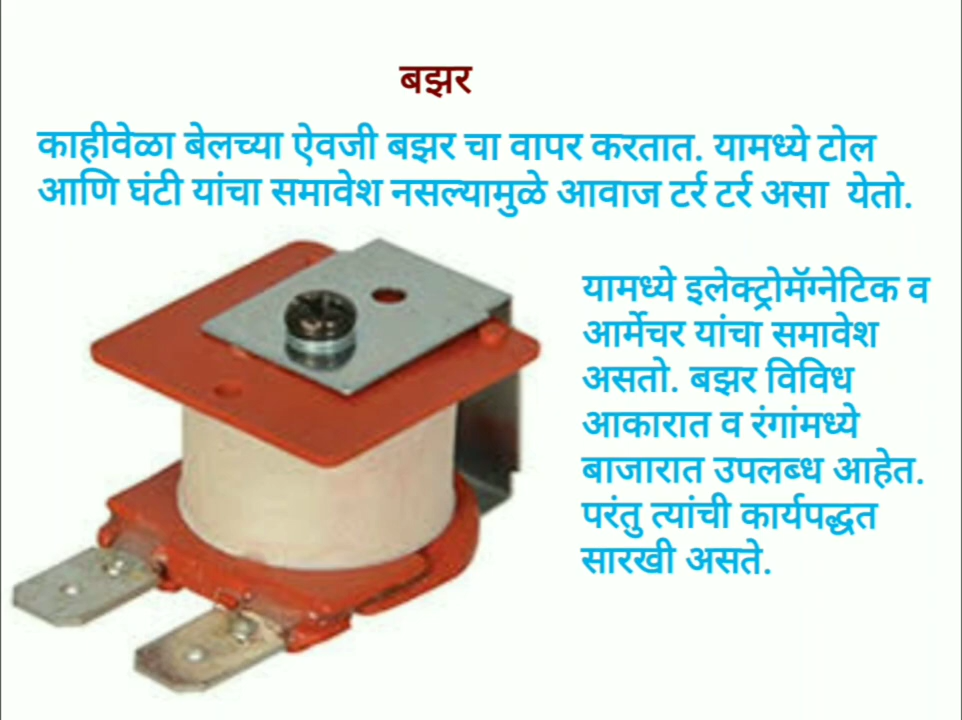 बझर
काहीवेळा बेलच्या ऐवजी बझर चा वापर करतात. यामध्ये टोल
आणि घंटी यांचा समावेश नसल्यामुळे आवाज टर्र टर्र असा येतो.
यामध्ये इलेक्ट्रोमॅग्नेटिक व
आर्मेचर यांचा समावेश
असतो. बझर विविध
आकारात व रंगांमध्ये
बाजारात उपलब्ध आहेत.
परंतु त्यांची कार्यपद्धत
सारखी असते.